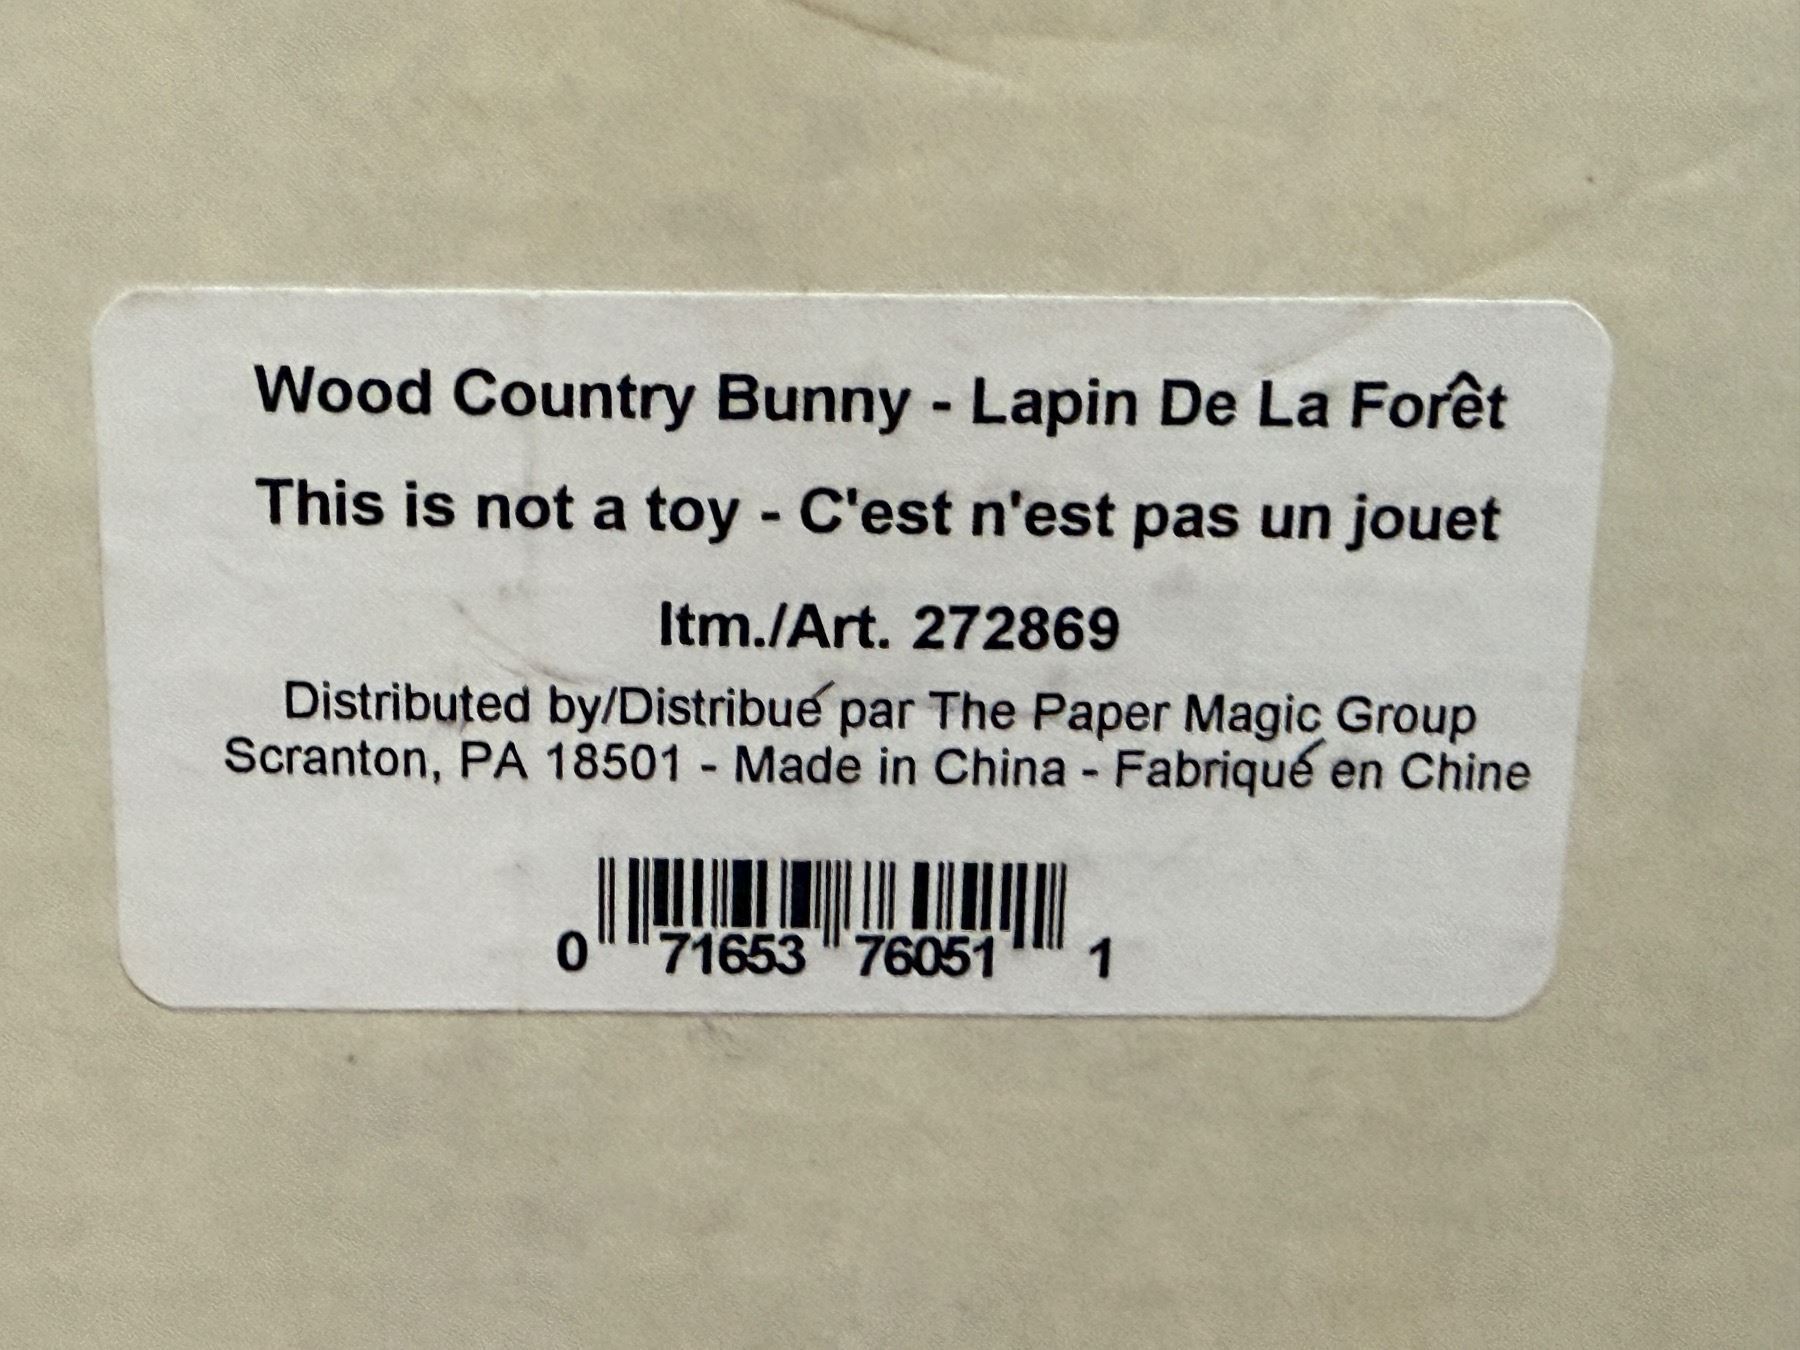 Wood Country Bunny - Lapin De La Forêt
This is not a toy - C'est n'est pas un jouet
Itm./Art. 272869
Distributed by/Distribué par The Paper Magic Group
Scranton, PA 18501 - Made in China - Fabriqué en Chine
0 71653 76051 1